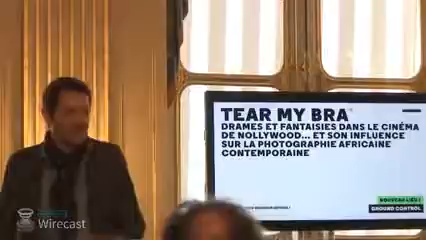 TEAR MY BRA
DRAMES ET FANTAISIES DANS LE CINÉMA
DE NOLLYWOOD... ET SON INFLUENCE
SUR LA PHOTOGRAPHIE AFRICAINE
CONTEMPORAINE
NOUVEAU LIEU !
GROUND CONTROL
Wirecast